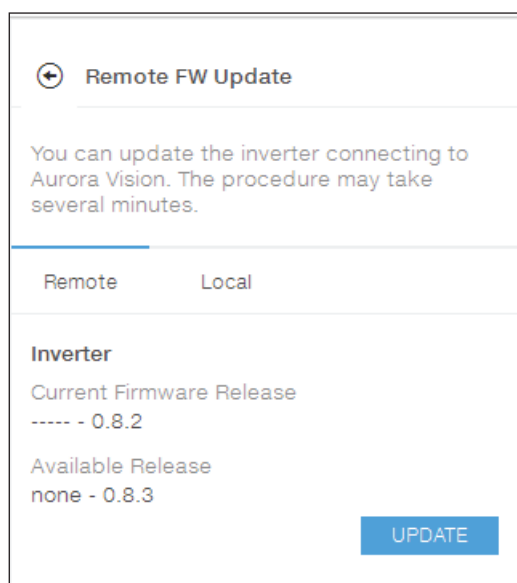 Remote FW Update
You can update the inverter connecting to
Aurora Vision. The procedure may take
several minutes.
Remote Local
Inverter
Current Firmware Release
----- - 0.8.2
Available Release
none - 0.8.3
UPDATE